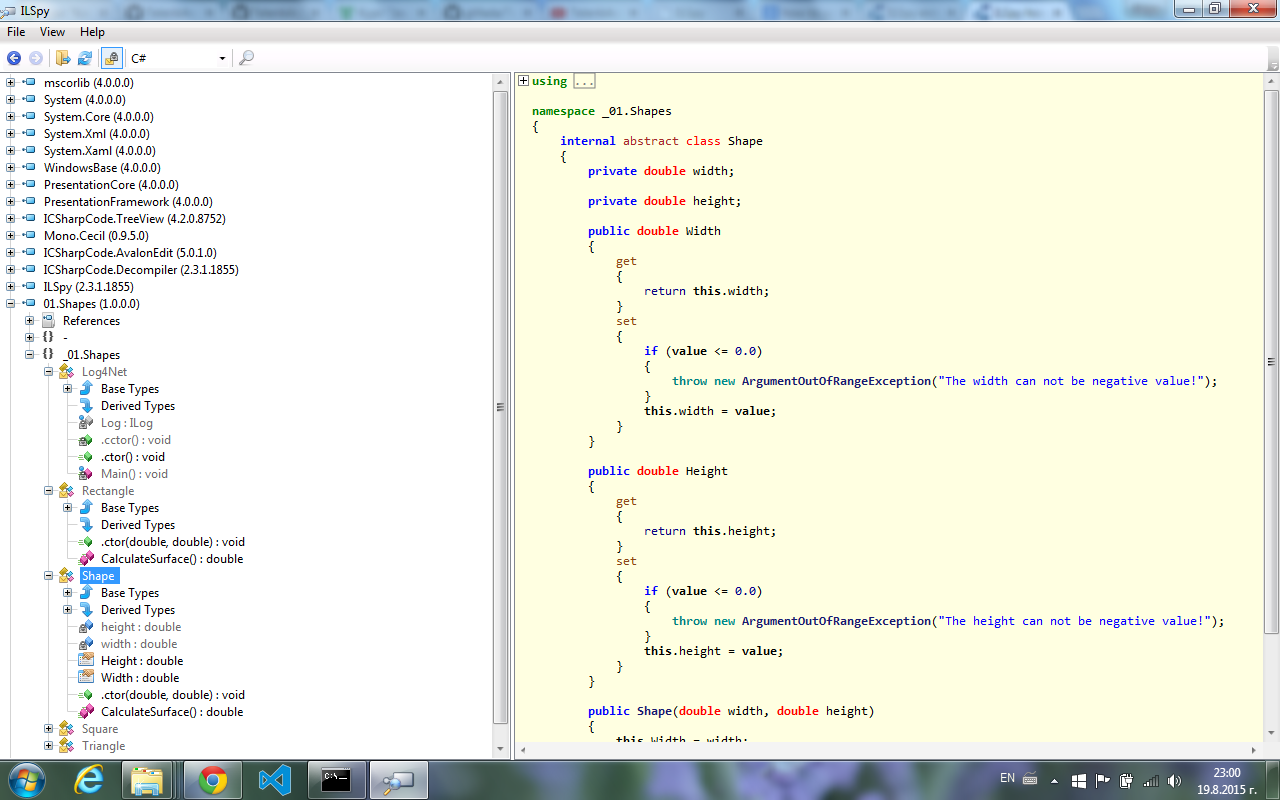 ILSpy
File View Help
C#
mscorlib (4.0.0.0)
System (4.0.0.0)
System.Core (4.0.0.0)
System.Xml (4.0.0.0)
System.Xaml (4.0.0.0)
WindowsBase (4.0.0.0)
PresentationCore (4.0.0.0)
PresentationFramework (4.0.0.0)
ICSharpCode.TreeView (4.2.0.8752)
Mono.Cecil (0.9.5.0)
ICSharpCode.AvalonEdit (5.0.1.0)
ICSharpCode.Decompiler (2.3.1.1855)
ILSpy (2.3.1.1855)
01.Shapes (1.0.0.0)
References
{} -
{} _01.Shapes
Log4Net
Base Types
Derived Types
Log : ILog
.cctor() : void
.ctor() : void
Main() : void
Rectangle
Base Types
Derived Types
.ctor(double, double) : void
CalculateSurface() : double
Shape
Base Types
Derived Types
height : double
width : double
Height : double
Width : double
.ctor(double, double) : void
CalculateSurface() : double
Square
Triangle
using ...
namespace _01.Shapes
{
internal abstract class Shape
{
private double width;
private double height;
public double Width
{
get
{
return this.width;
}
set
{
if (value <= 0.0)
{
throw new ArgumentOutOfRangeException("The width can not be negative value!");
}
this.width = value;
}
}
public double Height
{
get
{
return this.height;
}
set
{
if (value <= 0.0)
{
throw new ArgumentOutOfRangeException("The height can not be negative value!");
}
this.height = value;
}
}
public Shape(double width, double height)
{
this.Width = width;
C:\_
EN
23:00
19.8.2015 г.